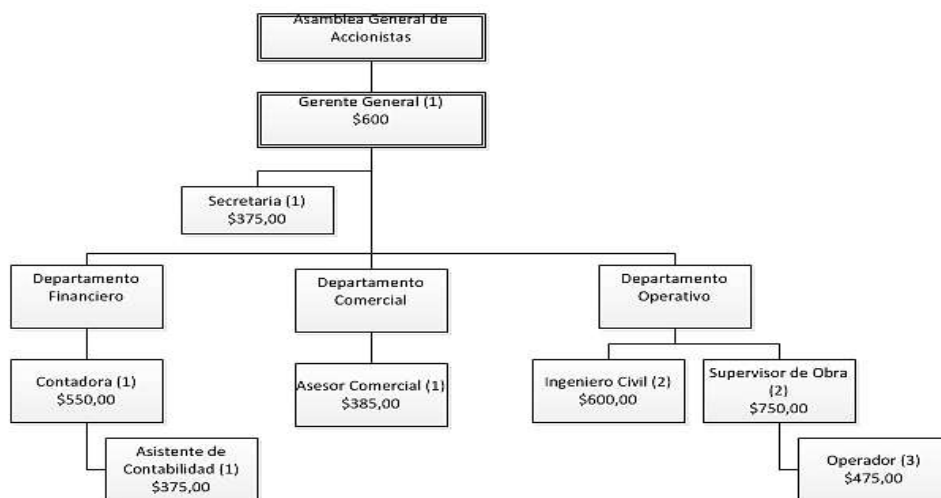 Asamblea General de
Accionistas
Gerente General (1)
$600
Secretaria (1)
$375,00
Departamento
Financiero
Departamento
Comercial
Departamento
Operativo
Contadora (1)
$550,00
Asesor Comercial (1)
$385,00
Ingeniero Civil (2)
$600,00
Supervisor de Obra
(2)
$750,00
Asistente de
Contabilidad (1)
$375,00
Operador (3)
$475,00